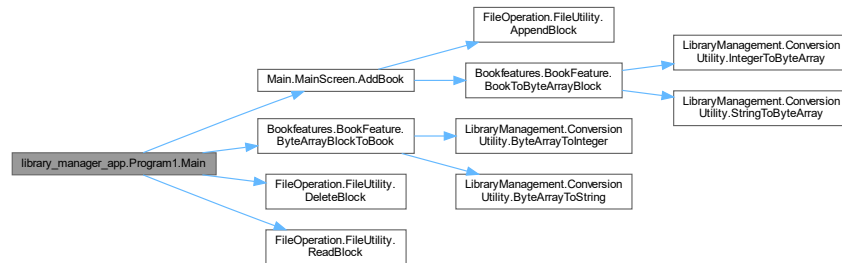 FileOperation.FileUtility.
AppendBlock
LibraryManagement.Conversion
Utility.IntegerToByteArray
Main.MainScreen.AddBook
Bookfeatures.BookFeature.
BookToByteArrayBlock
LibraryManagement.Conversion
Utility.StringToByteArray
Bookfeatures.BookFeature.
ByteArrayBlockToBook
LibraryManagement.Conversion
Utility.ByteArrayToInteger
library_manager_app.Program1.Main
FileOperation.FileUtility.
DeleteBlock
LibraryManagement.Conversion
Utility.ByteArrayToString
FileOperation.FileUtility.
ReadBlock